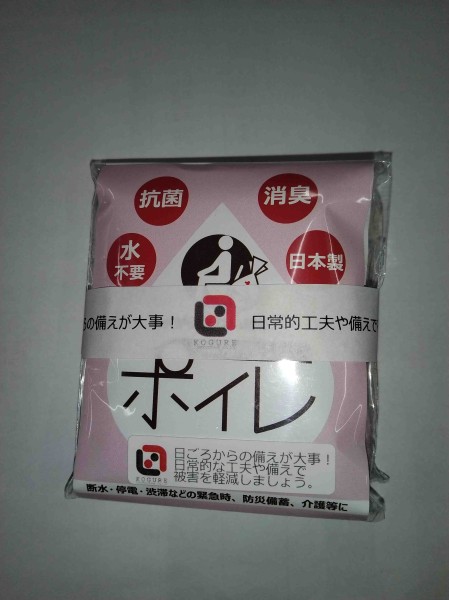 抗菌
消臭
水
不要
日本製
の備えが大事！
日常的工夫や備えで
KOGURE
ポイレ
日ごろからの備えが大事！
日常的な工夫や備えで
被害を軽減しましょう。
KOGURE
断水・停電・渋滞などの緊急時、防災備蓄、介護等に